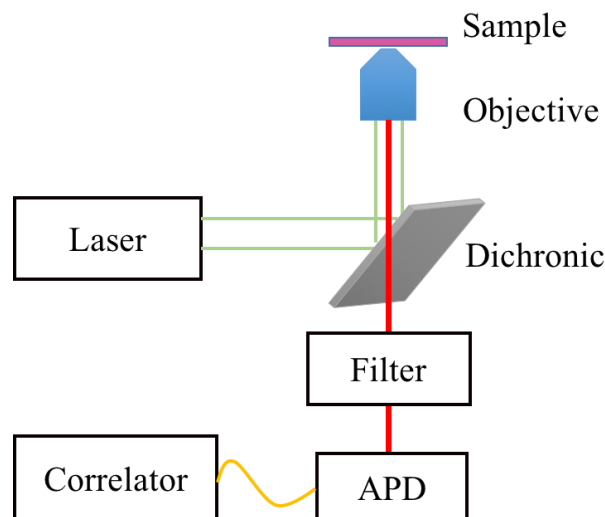 Sample
Objective
Laser
Dichronic
Filter
Correlator
APD